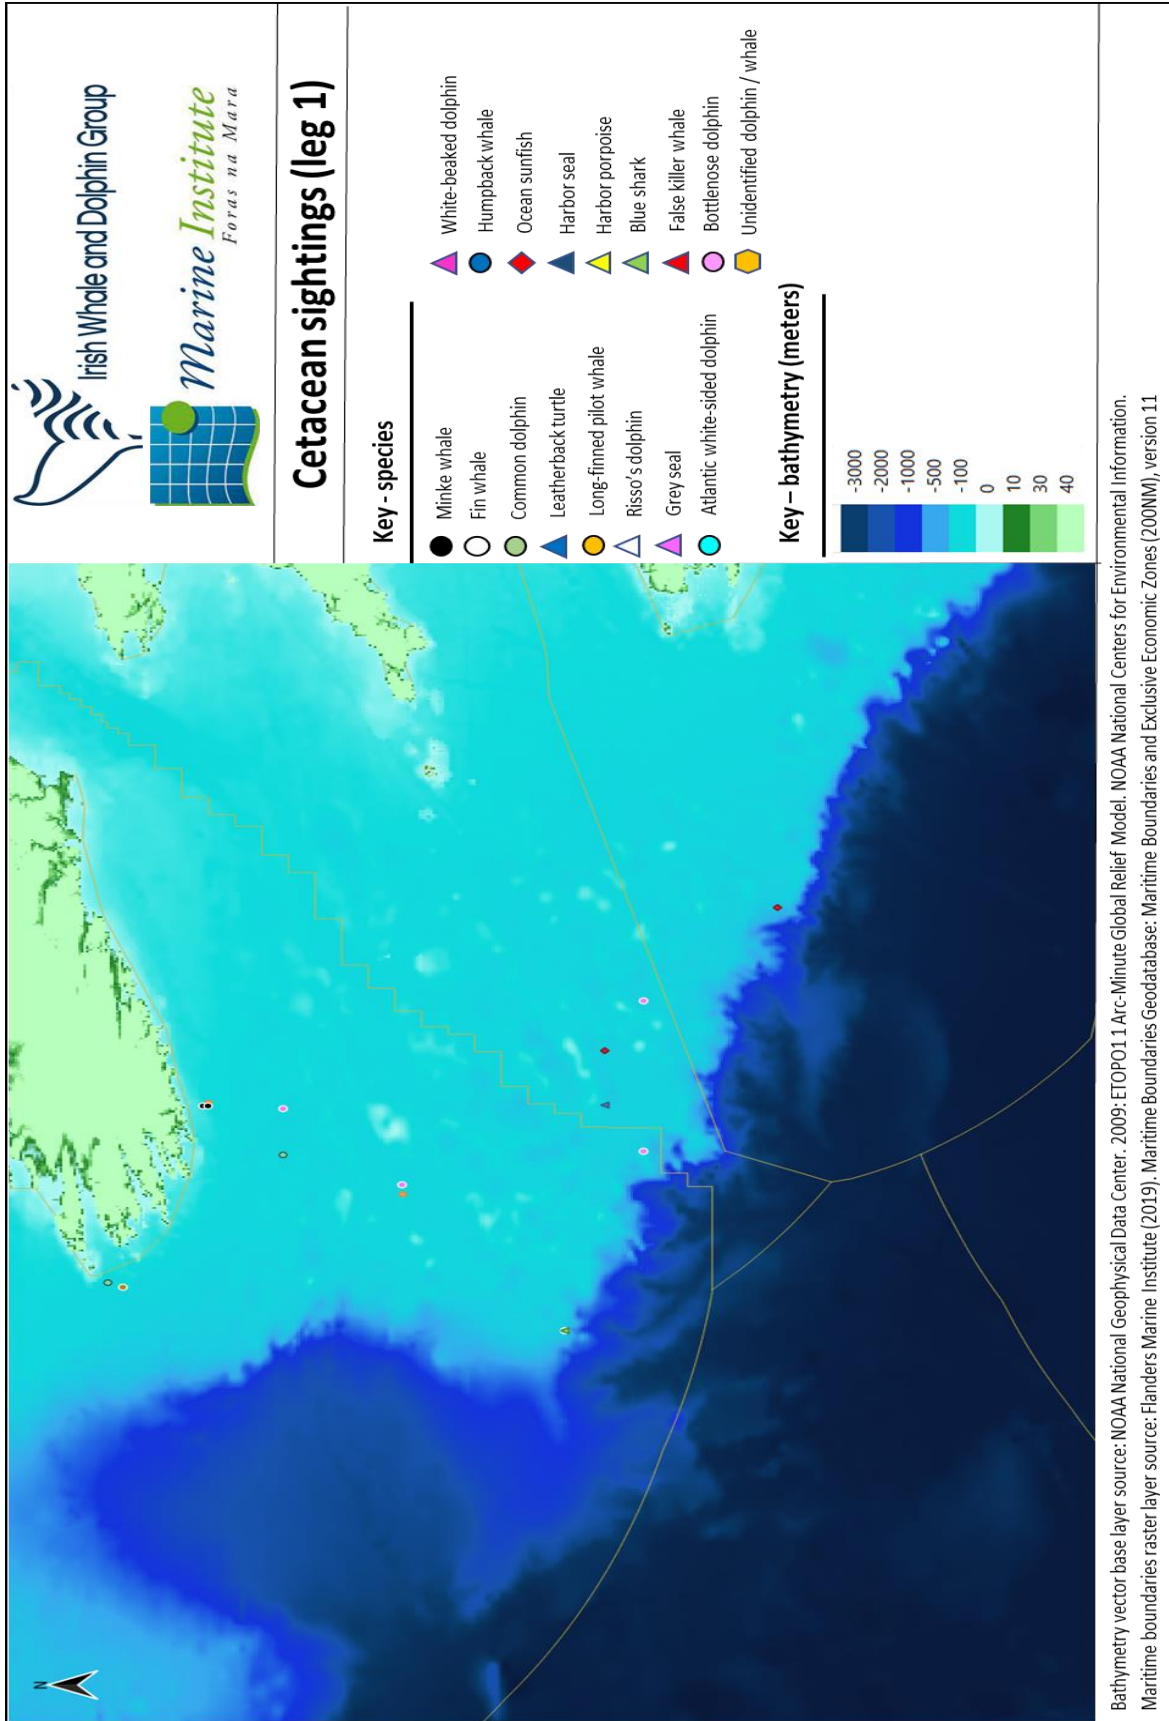 Irish Whale and Dolphin Group
Marine Institute
Foras na Mara
Cetacean sightings (leg 1)
Key - species
Minke whale
Fin whale
Common dolphin
Leatherback turtle
Long-finned pilot whale
Risso's dolphin
Grey seal
Atlantic white-sided dolphin
White-beaked dolphin
Humpback whale
Ocean sunfish
Harbor seal
Harbor porpoise
Blue shark
False killer whale
Bottlenose dolphin
Unidentified dolphin / whale
Key – bathymetry (meters)
-3000
-2000
-1000
-500
-100
0
10
30
40
N
Bathymetry vector base layer source: NOAA National Geophysical Data Center. 2009: ETOPO1 1 Arc-Minute Global Relief Model. NOAA National Centers for Environmental Information.
Maritime boundaries raster layer source: Flanders Marine Institute (2019). Maritime Boundaries Geodatabase: Maritime Boundaries and Exclusive Economic Zones (200NM), version 11